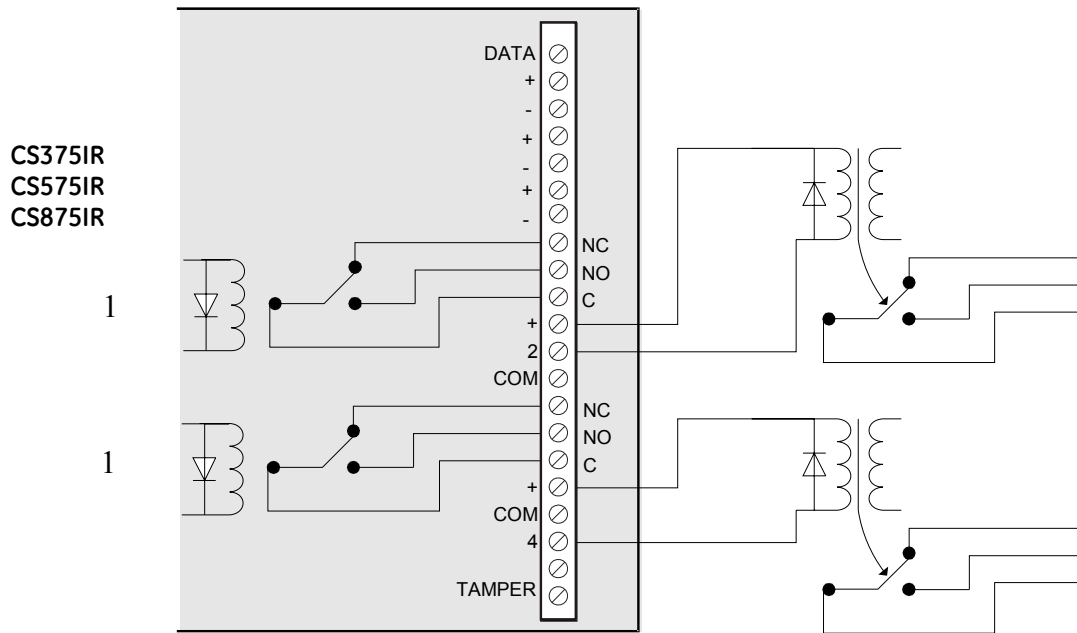 DATA
+
-
+
CS375IR
-
CS575IR
+
CS875IR
-
NC
NO
1
C
+
2
COM
NC
NO
1
C
+
COM
4
TAMPER